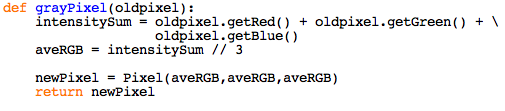 def grayPixel(oldpixel):
    intensitySum = oldpixel.getRed() + oldpixel.getGreen() + \
                   oldpixel.getBlue()
    aveRGB = intensitySum // 3

    newPixel = Pixel(aveRGB,aveRGB,aveRGB)
    return newPixel